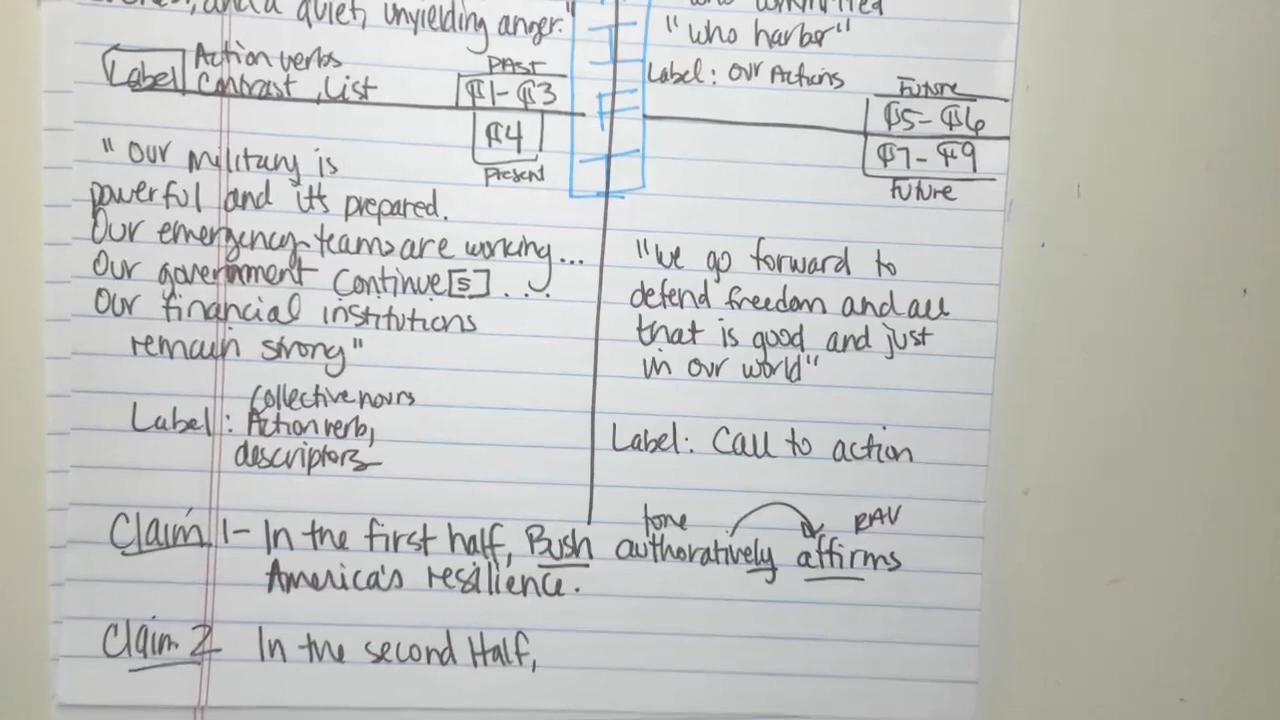 , and a quiet, unyielding anger."
"who harbor"
Label Action verbs
Contrast, List
PAST
¶1-¶3
Label: Our Actions
Future
¶5-¶6
¶4
Present
¶7-¶9
Future
"Our military is
powerful and it's prepared.
Our emergency teams are working...
Our government continue[s]...
Our financial institutions
remain strong"
"We go forward to
defend freedom and all
that is good and just
in our world"
collective nouns
Label: Action verb,
descriptors
Label: Call to action
tone RAV
Claim 1- In the first half, Bush authoratively affirms
America's resilience.
Claim 2 In the second Half,